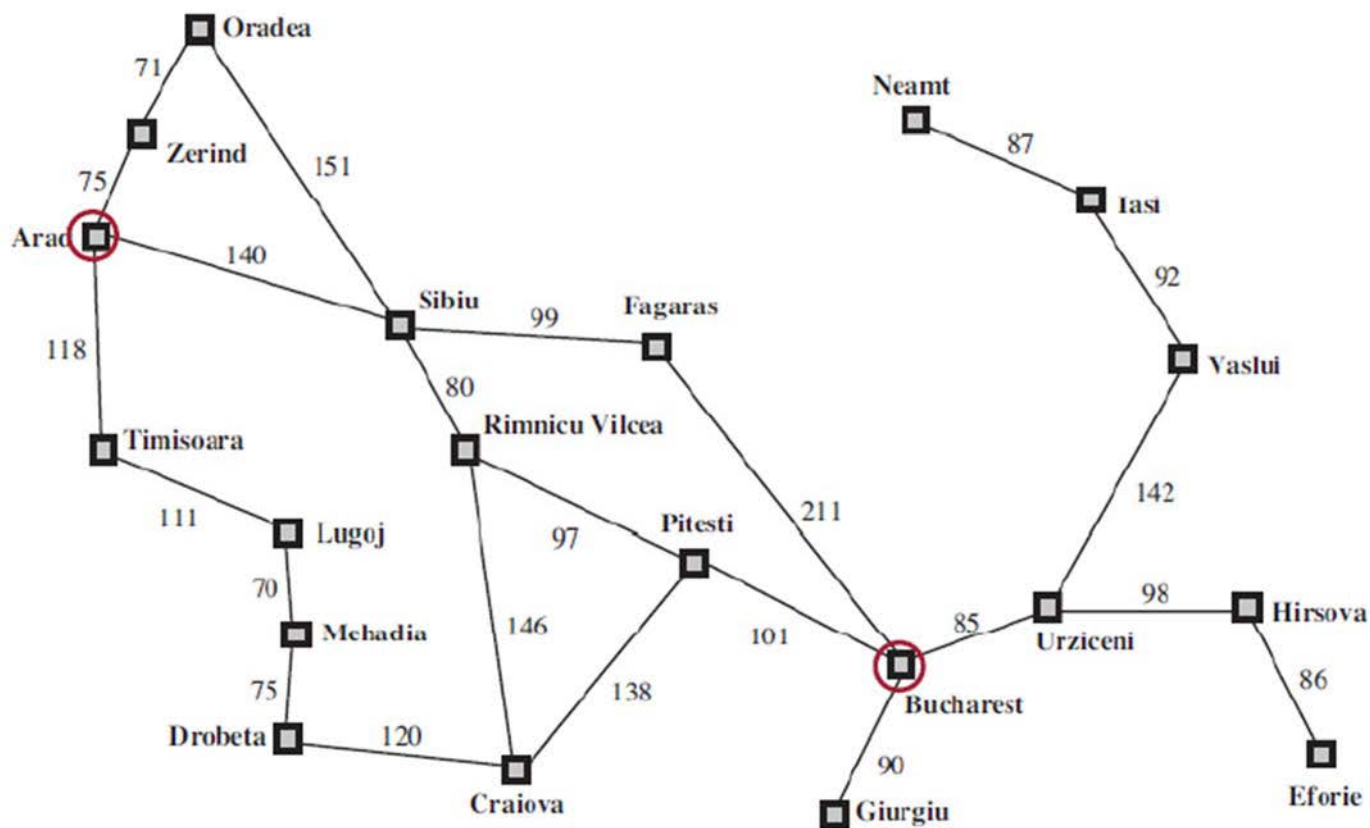 Oradea
71
Neamt
87
Zerind
151
75
Iasi
Arad
140
92
Sibiu
Fagaras
99
118
Vaslui
80
Rimnicu Vilcea
Timisoara
142
111
211
Pitesti
Lugoj
97
70
98
Hirsova
146
101
85
Mehadia
Urziceni
138
86
75
Bucharest
Drobeta
120
90
Craiova
Giurgiu
Eforie